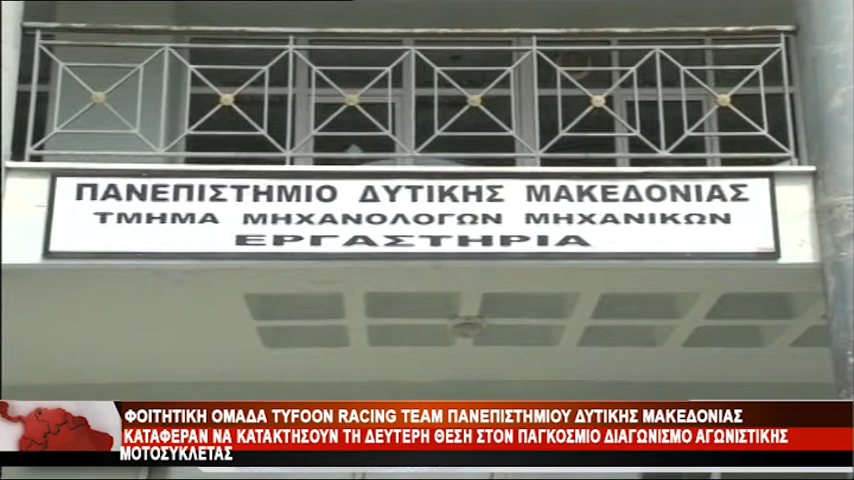 ΠΑΝΕΠΙΣΤΗΜΙΟ ΔΥΤΙΚΗΣ ΜΑΚΕΔΟΝΙΑΣ
ΤΜΗΜΑ ΜΗΧΑΝΟΛΟΓΩΝ ΜΗΧΑΝΙΚΩΝ
ΕΡΓΑΣΤΗΡΙΑ
ΦΟΙΤΗΤΙΚΗ ΟΜΑΔΑ TYFOON RACING TEAM ΠΑΝΕΠΙΣΤΗΜΙΟΥ ΔΥΤΙΚΗΣ ΜΑΚΕΔΟΝΙΑΣ
ΚΑΤΑΦΕΡΑΝ ΝΑ ΚΑΤΑΚΤΗΣΟΥΝ ΤΗ ΔΕΥΤΕΡΗ ΘΕΣΗ ΣΤΟΝ ΠΑΓΚΟΣΜΙΟ ΔΙΑΓΩΝΙΣΜΟ ΑΓΩΝΙΣΤΙΚΗΣ
ΜΟΤΟΣΥΚΛΕΤΑΣ